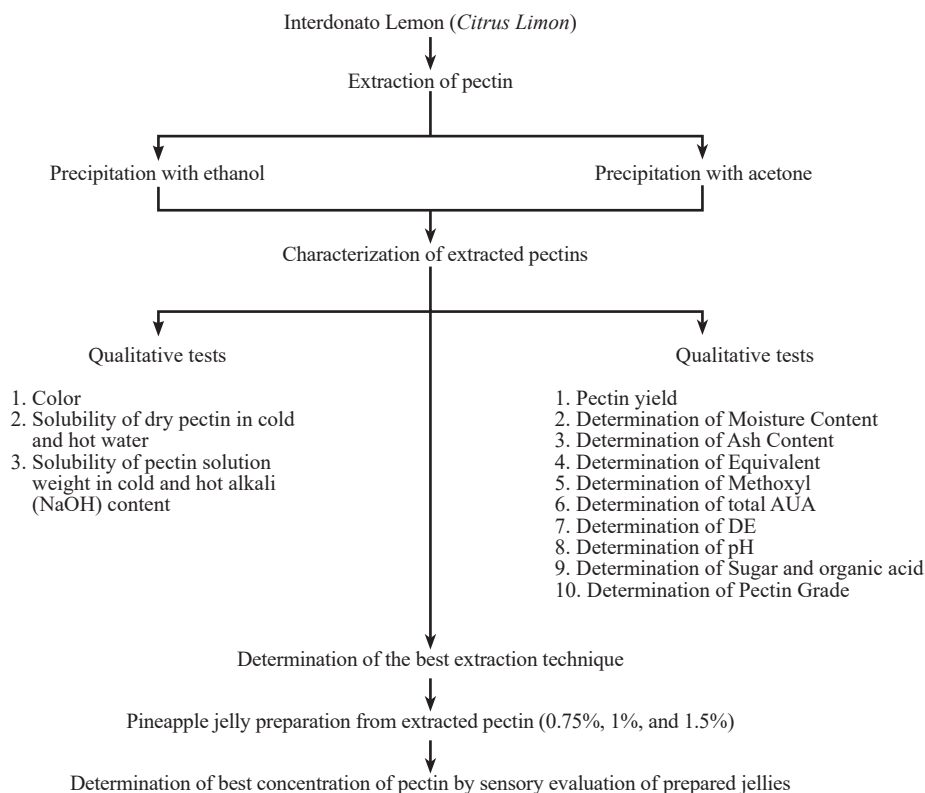 Interdonato Lemon (Citrus Limon)
Extraction of pectin
Precipitation with ethanol
Precipitation with acetone
Characterization of extracted pectins
Qualitative tests
1. Color
2. Solubility of dry pectin in cold
and hot water
3. Solubility of pectin solution
weight in cold and hot alkali
(NaOH) content
Qualitative tests
1. Pectin yield
2. Determination of Moisture Content
3. Determination of Ash Content
4. Determination of Equivalent
5. Determination of Methoxyl
6. Determination of total AUA
7. Determination of DE
8. Determination of pH
9. Determination of Sugar and organic acid
10. Determination of Pectin Grade
Determination of the best extraction technique
Pineapple jelly preparation from extracted pectin (0.75%, 1%, and 1.5%)
Determination of best concentration of pectin by sensory evaluation of prepared jellies